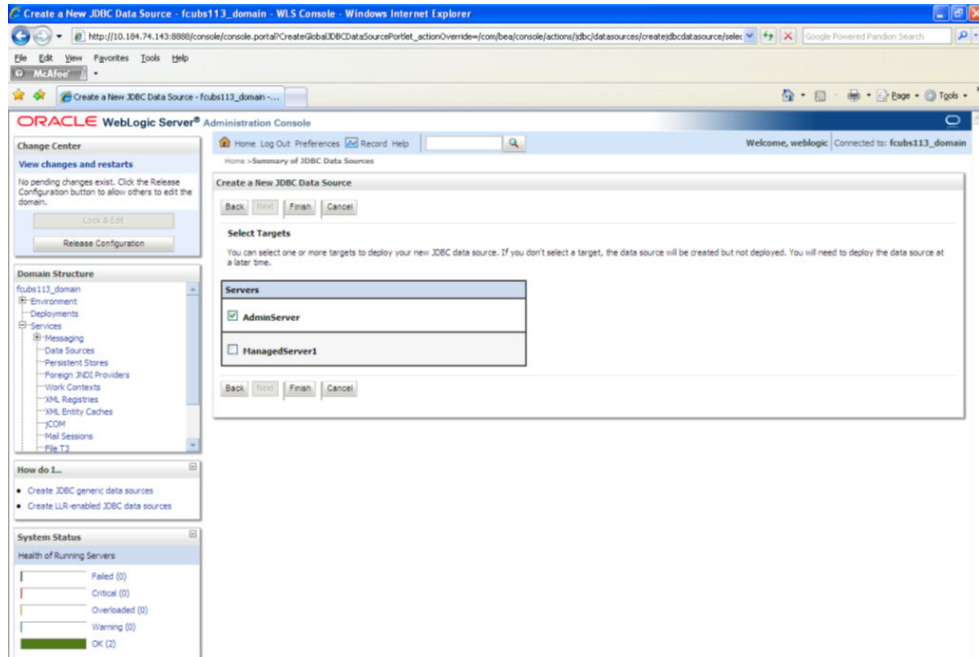 Create a New JDBC Data Source - fcubs113_domain - WLS Console - Windows Internet Explorer
http://10.184.74.143:8888/console/console.portal?CreateGlobalJDBCDataSourcePortlet_actionOverride=/com/bea/console/actions/jdbc/datasources/createjdbcdatasource/selec
Google Powered Pandion Search
File Edit View Favorites Tools Help
McAfee
Create a New JDBC Data Source - fcubs113_domain -...
Page Tools
ORACLE WebLogic Server® Administration Console
Change Center
View changes and restarts
No pending changes exist. Click the Release
Configuration button to allow others to edit the
domain.
Lock & Edit
Release Configuration
Domain Structure
fcubs113_domain
Environment
Deployments
Services
Messaging
Data Sources
Persistent Stores
Foreign JNDI Providers
Work Contexts
XML Registries
XML Entity Caches
jCOM
Mail Sessions
File T3
How do I...
Create JDBC generic data sources
Create LLR-enabled JDBC data sources
System Status
Health of Running Servers
Failed (0)
Critical (0)
Overloaded (0)
Warning (0)
OK (2)
Home Log Out Preferences Record Help
Welcome, weblogic Connected to: fcubs113_domain
Home >Summary of JDBC Data Sources
Create a New JDBC Data Source
Back Next Finish Cancel
Select Targets
You can select one or more targets to deploy your new JDBC data source. If you don't select a target, the data source will be created but not deployed. You will need to deploy the data source at
a later time.
Servers
AdminServer
ManagedServer1
Back Next Finish Cancel